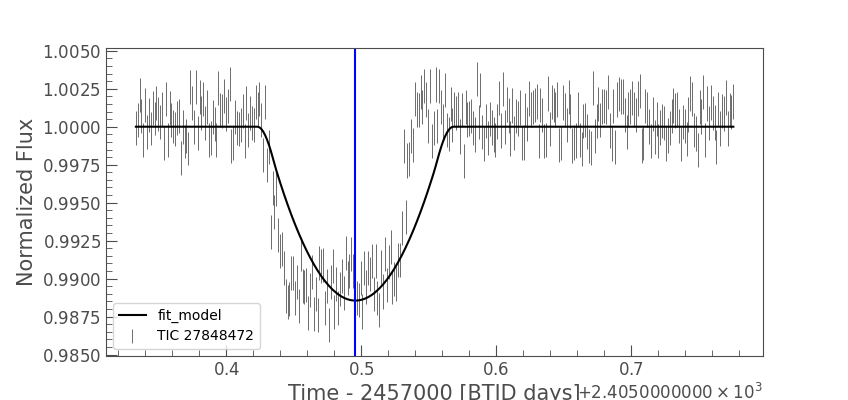 1.0050
1.0025
1.0000
0.9975
0.9950
0.9925
0.9900
0.9875
0.9850
Normalized Flux
fit_model
TIC 27848472
0.4 0.5 0.6 0.7
Time - 2457000 [BTJD days]
+2.4050000000 × 10³